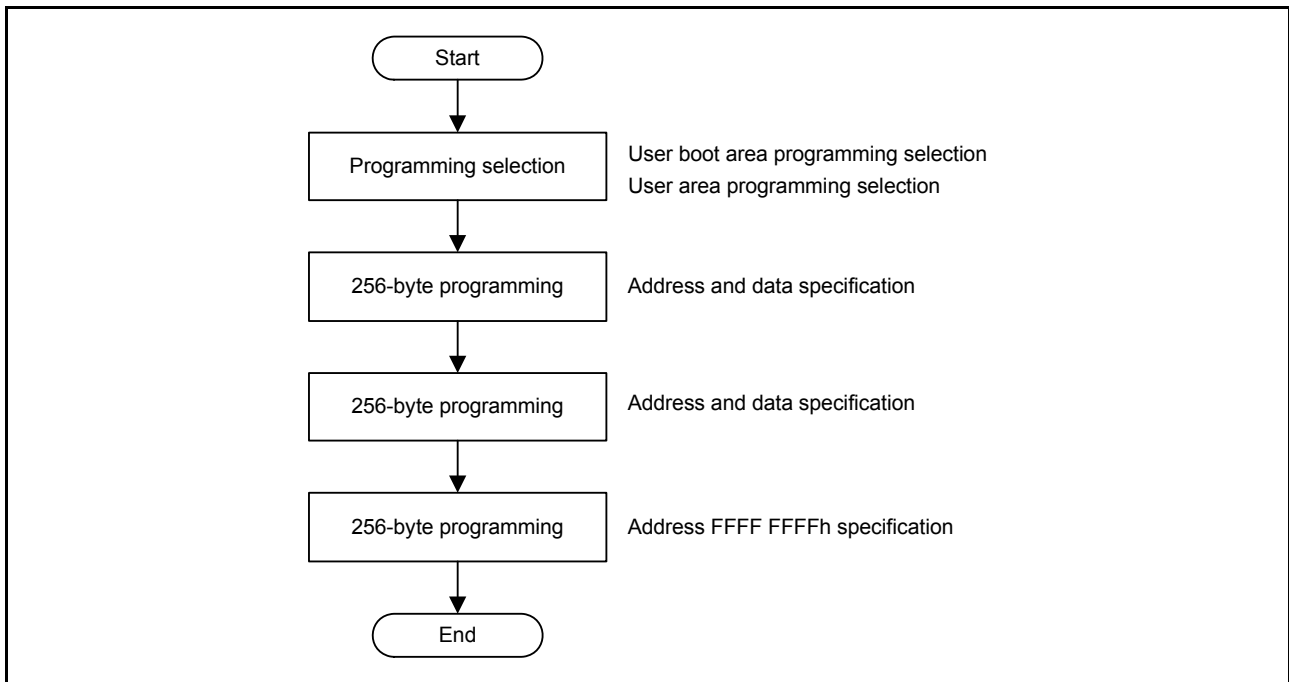 Start
Programming selection
User boot area programming selection
User area programming selection
256-byte programming
Address and data specification
256-byte programming
Address and data specification
256-byte programming
Address FFFF FFFFh specification
End